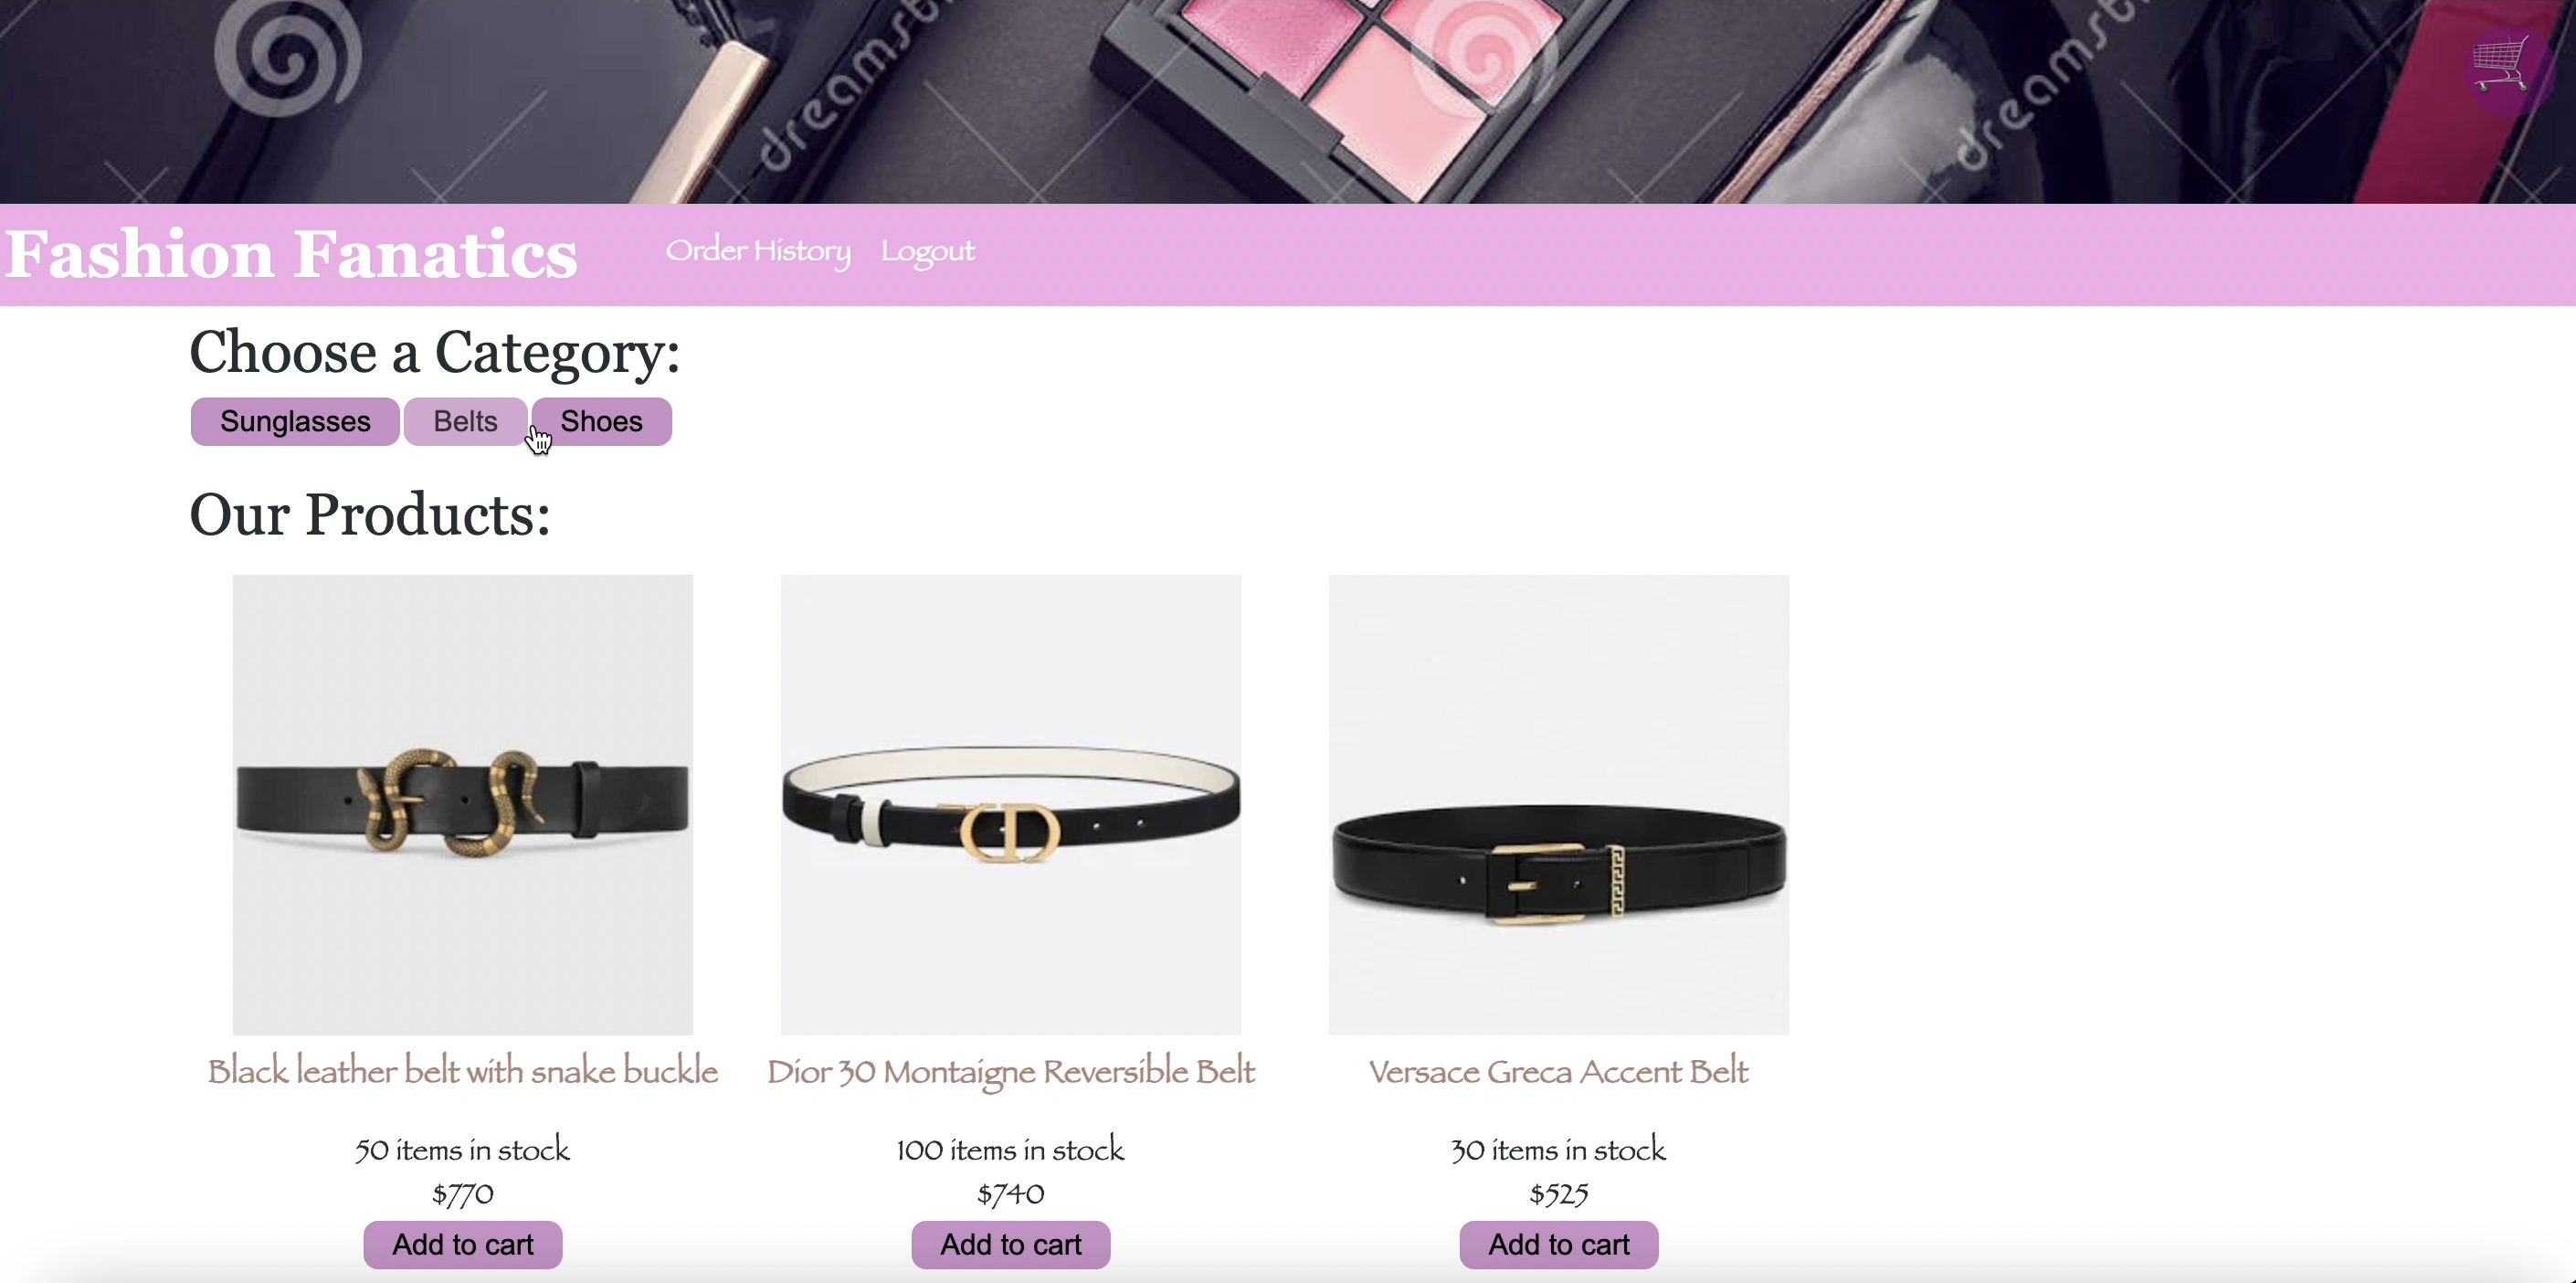 dreamsti
dreamsti
Fashion Fanatics
Order History Logout
Choose a Category:
Sunglasses Belts Shoes
Our Products:
Black leather belt with snake buckle
Dior 30 Montaigne Reversible Belt
Versace Greca Accent Belt
50 items in stock
100 items in stock
30 items in stock
$770
$740
$525
Add to cart
Add to cart
Add to cart